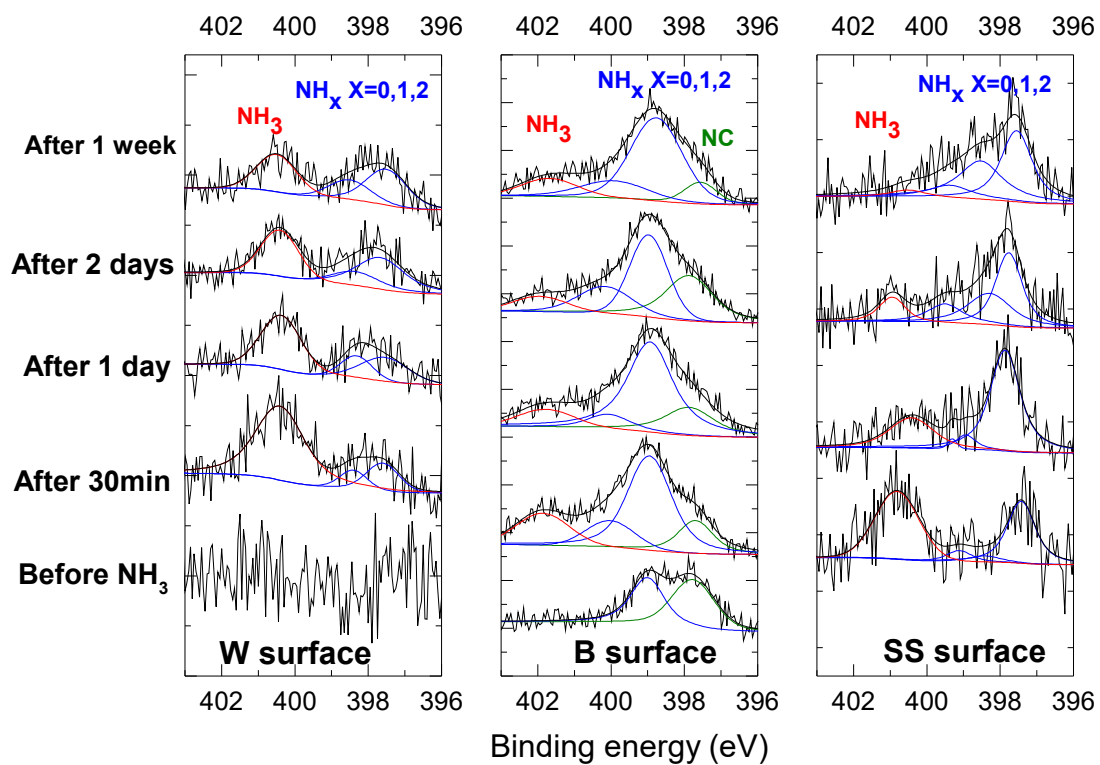 402 400 398 396 402 400 398 396 402 400 398 396
NHx X=0,1,2 NHx X=0,1,2 NHx X=0,1,2
NH3 NH3 NC NH3
After 1 week
After 2 days
After 1 day
After 30min
Before NH3
W surface B surface SS surface
402 400 398 396 402 400 398 396 402 400 398 396
Binding energy (eV)